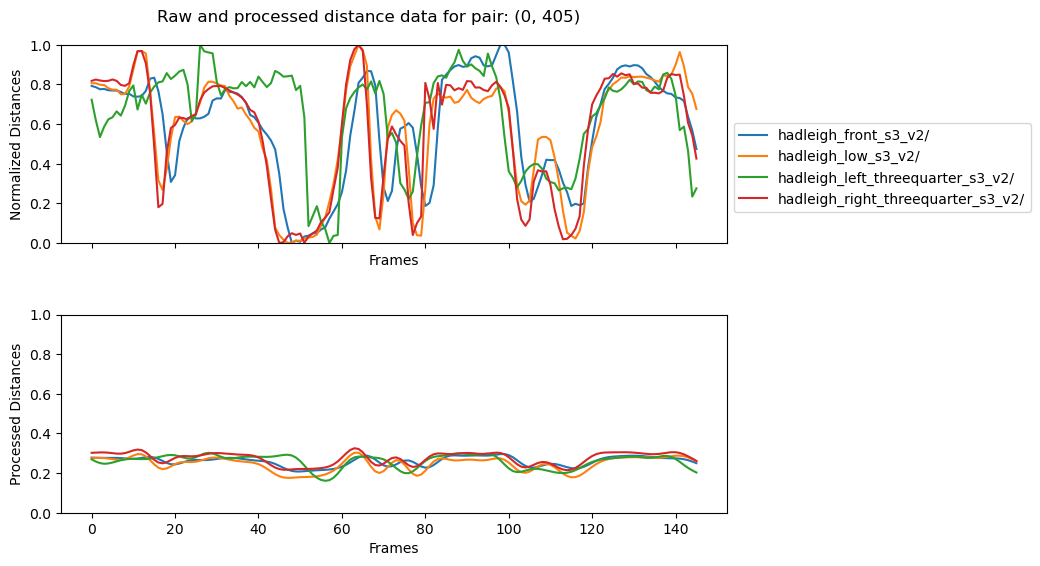 Raw and processed distance data for pair: (0, 405)
1.0
0.8
0.6
0.4
0.2
0.0
Normalized Distances
Frames
hadleigh_front_s3_v2/
hadleigh_low_s3_v2/
hadleigh_left_threequarter_s3_v2/
hadleigh_right_threequarter_s3_v2/
1.0
0.8
0.6
0.4
0.2
0.0
Processed Distances
0 20 40 60 80 100 120 140
Frames